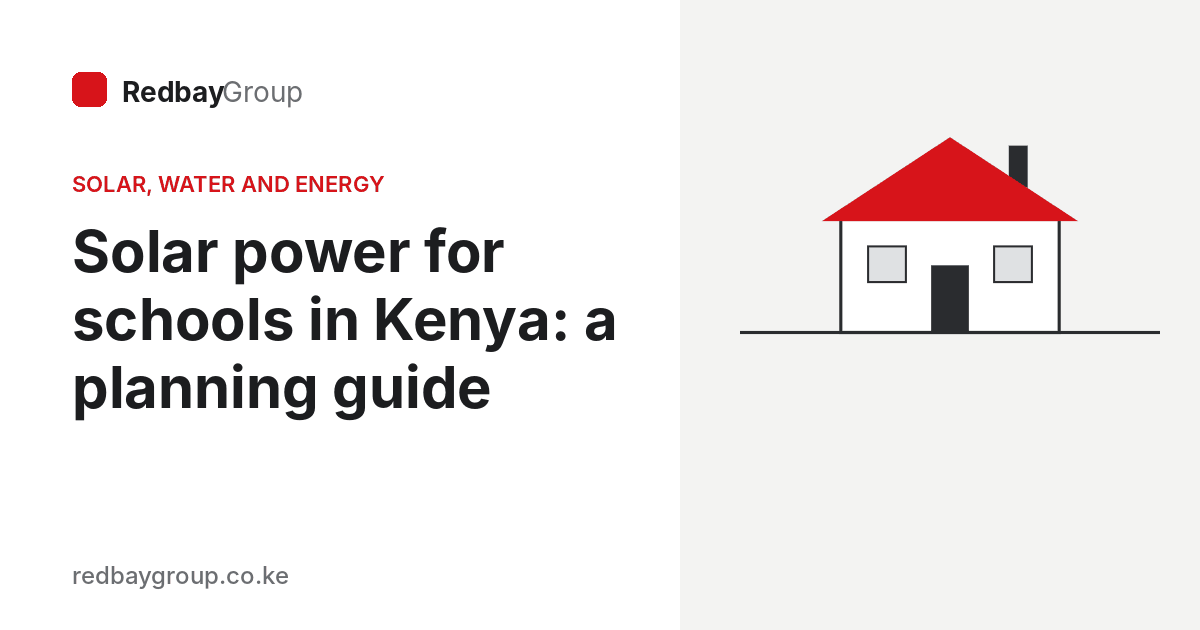 RedbayGroup
SOLAR, WATER AND ENERGY
Solar power for
schools in Kenya: a
planning guide
redbaygroup.co.ke